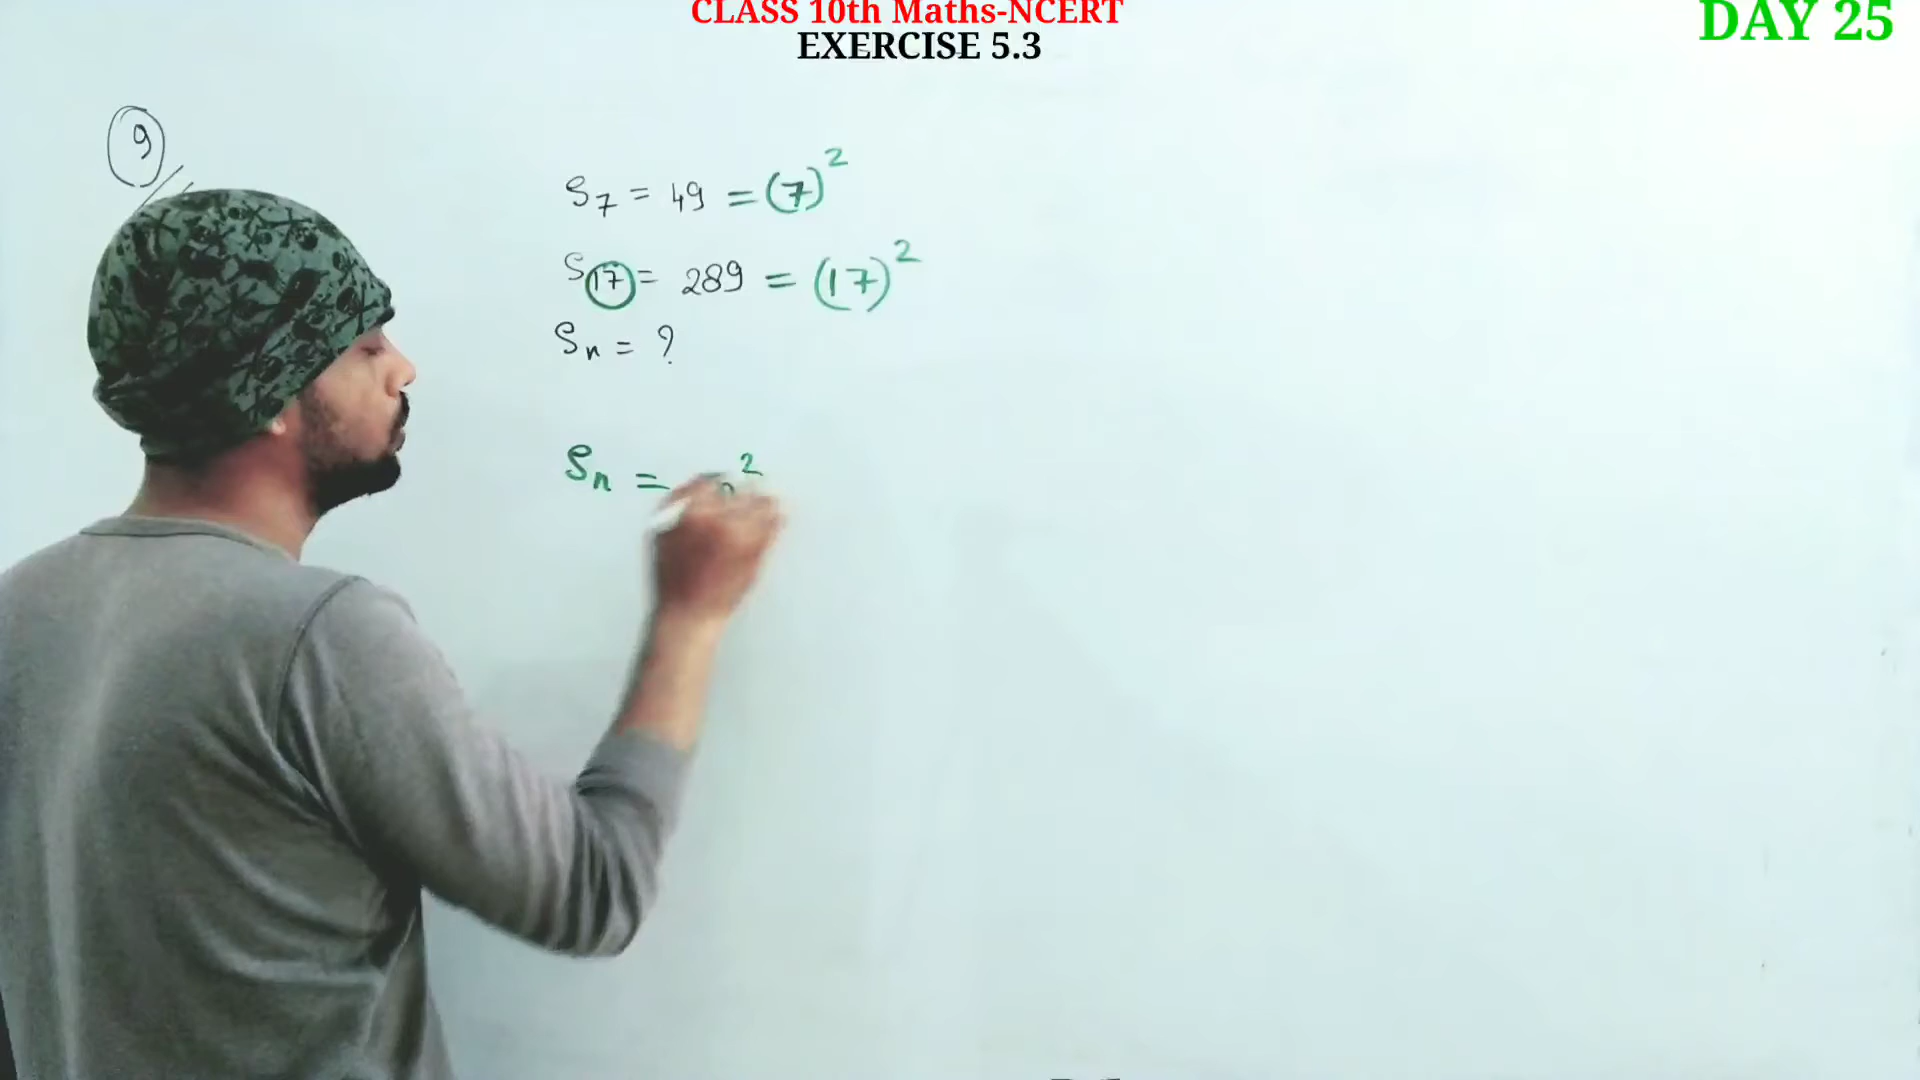 CLASS 10th Maths-NCERT
EXERCISE 5.3
DAY 25
9
S₇ = 49 = (7)²
S₁₇ = 289 = (17)²
Sₙ = ?
Sₙ = n²